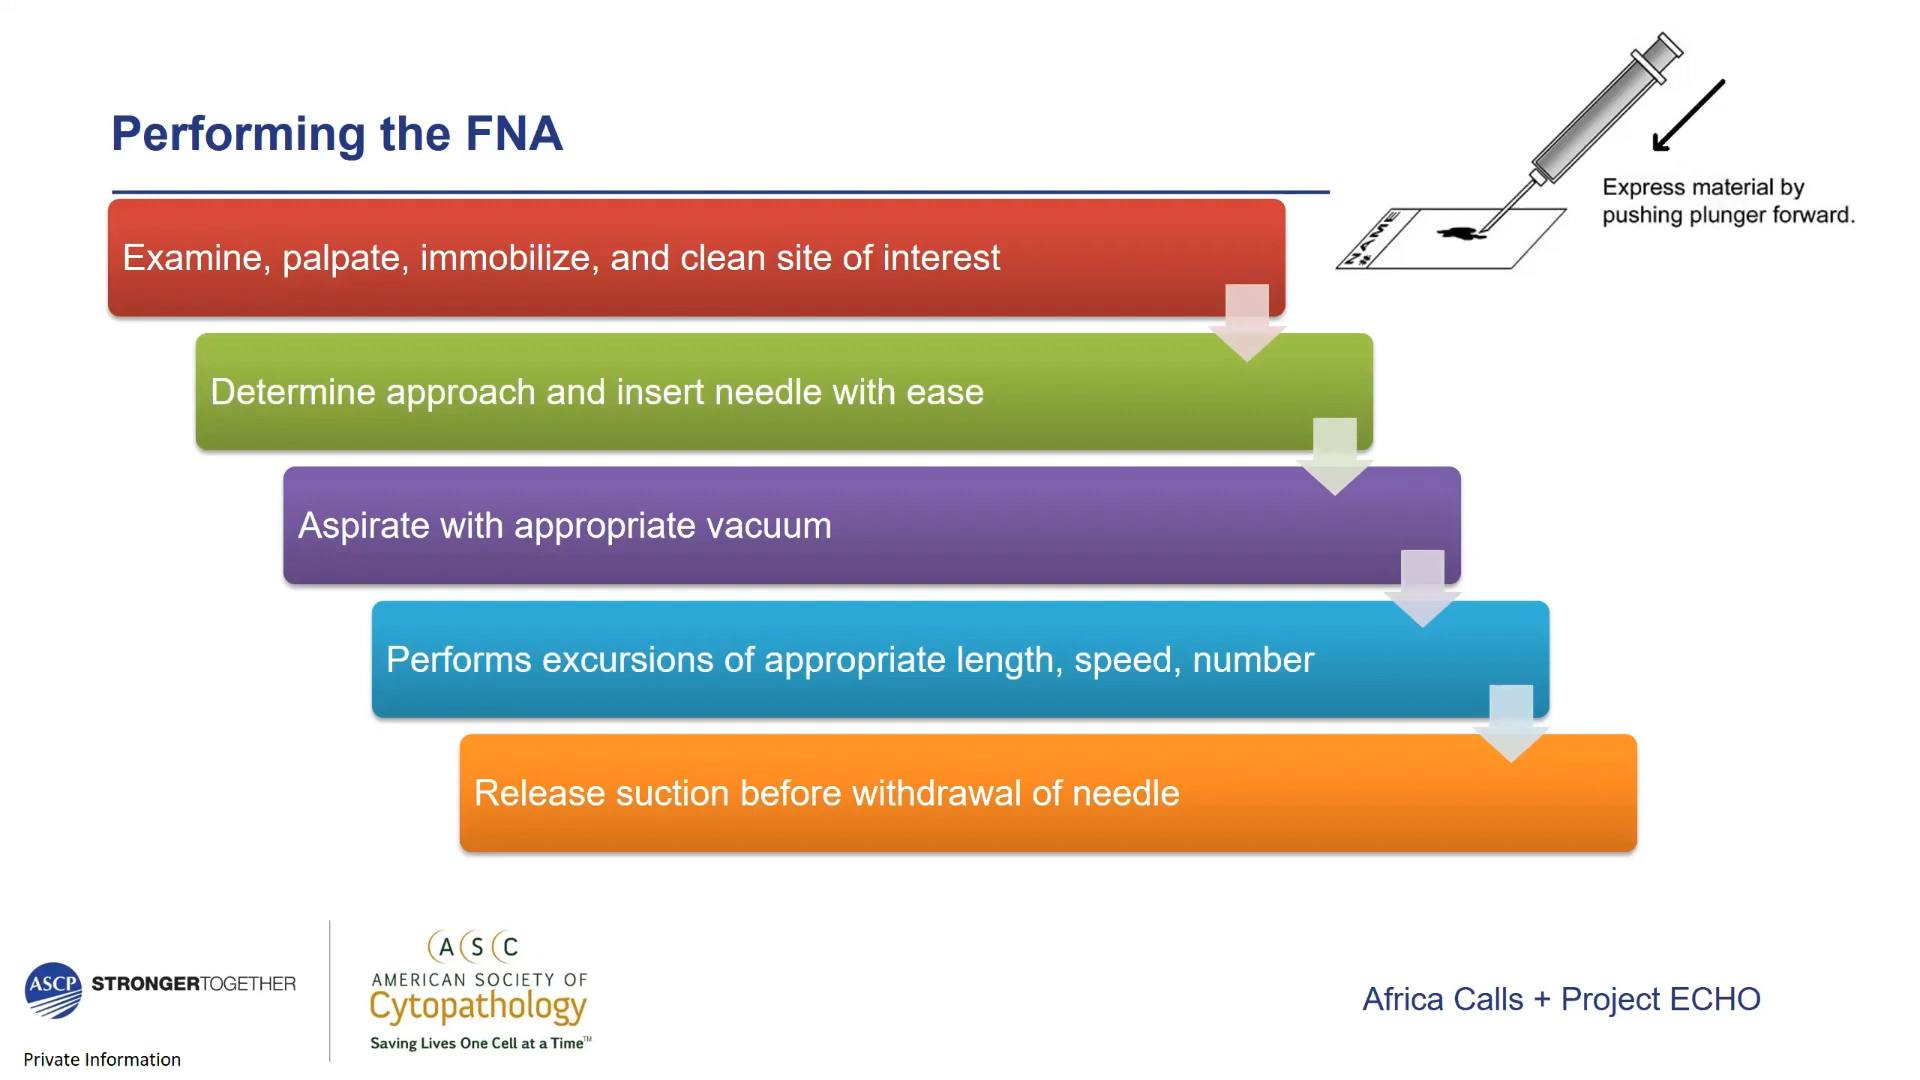 Performing the FNA
Express material by
pushing plunger forward.
NAME
#
Examine, palpate, immobilize, and clean site of interest
Determine approach and insert needle with ease
Aspirate with appropriate vacuum
Performs excursions of appropriate length, speed, number
Release suction before withdrawal of needle
ASCP STRONGERTOGETHER
ASC
AMERICAN SOCIETY OF
Cytopathology
Saving Lives One Cell at a Time™
Africa Calls + Project ECHO
Private Information